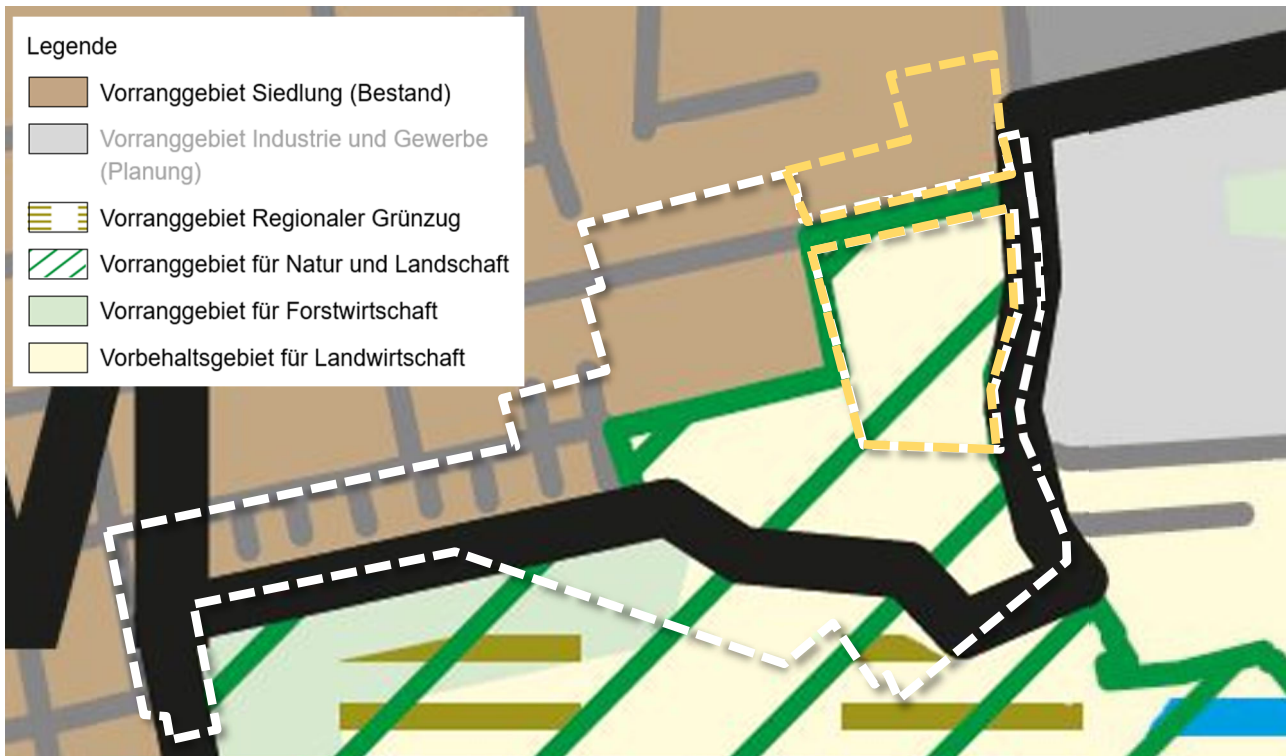 Legende
Vorranggebiet Siedlung (Bestand)
Vorranggebiet Industrie und Gewerbe
(Planung)
Vorranggebiet Regionaler Grünzug
Vorranggebiet für Natur und Landschaft
Vorranggebiet für Forstwirtschaft
Vorbehaltsgebiet für Landwirtschaft